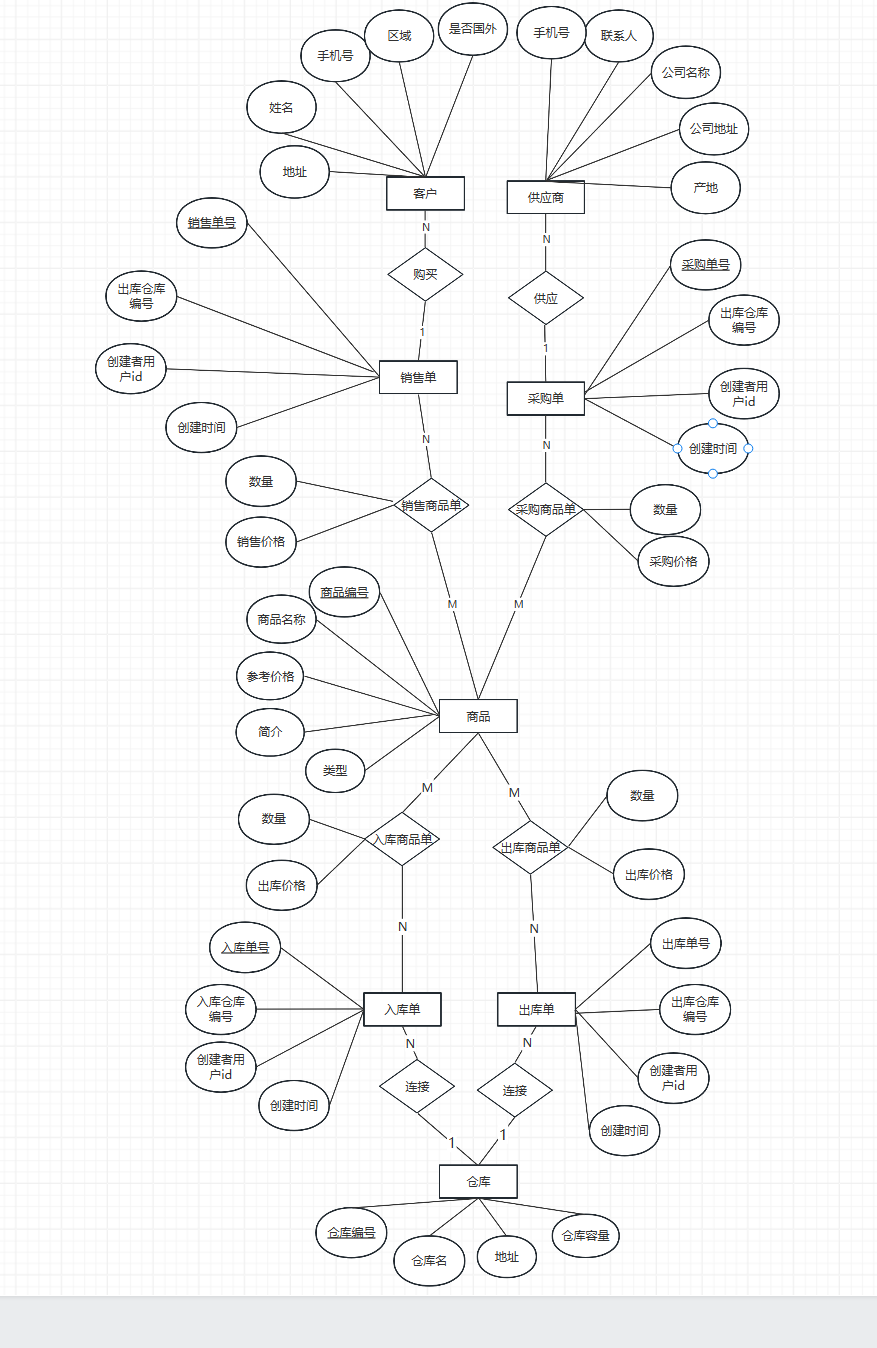 是否国外
手机号
区域
联系人
手机号
公司名称
姓名
公司地址
地址
产地
客户
供应商
销售单号
N
N
采购单号
购买
出库仓库
编号
供应
出库仓库
编号
1
1
创建者用
户id
销售单
创建者用
户id
采购单
创建时间
N
N
创建时间
数量
销售商品单
采购商品单
数量
销售价格
采购价格
商品编号
M
M
商品名称
参考价格
商品
简介
类型
M
M
数量
数量
入库商品单
出库商品单
出库价格
出库价格
N
N
入库单号
出库单号
入库仓库
编号
入库单
出库单
出库仓库
编号
N
N
创建者用
户id
连接
连接
创建者用
户id
创建时间
创建时间
1
1
仓库
仓库编号
仓库名
地址
仓库容量